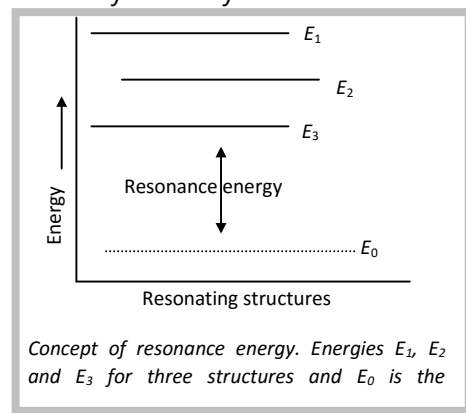 E1
E2
E3
Resonance energy
Energy
E0
Resonating structures
Concept of resonance energy. Energies E1, E2
and E3 for three structures and E0 is the